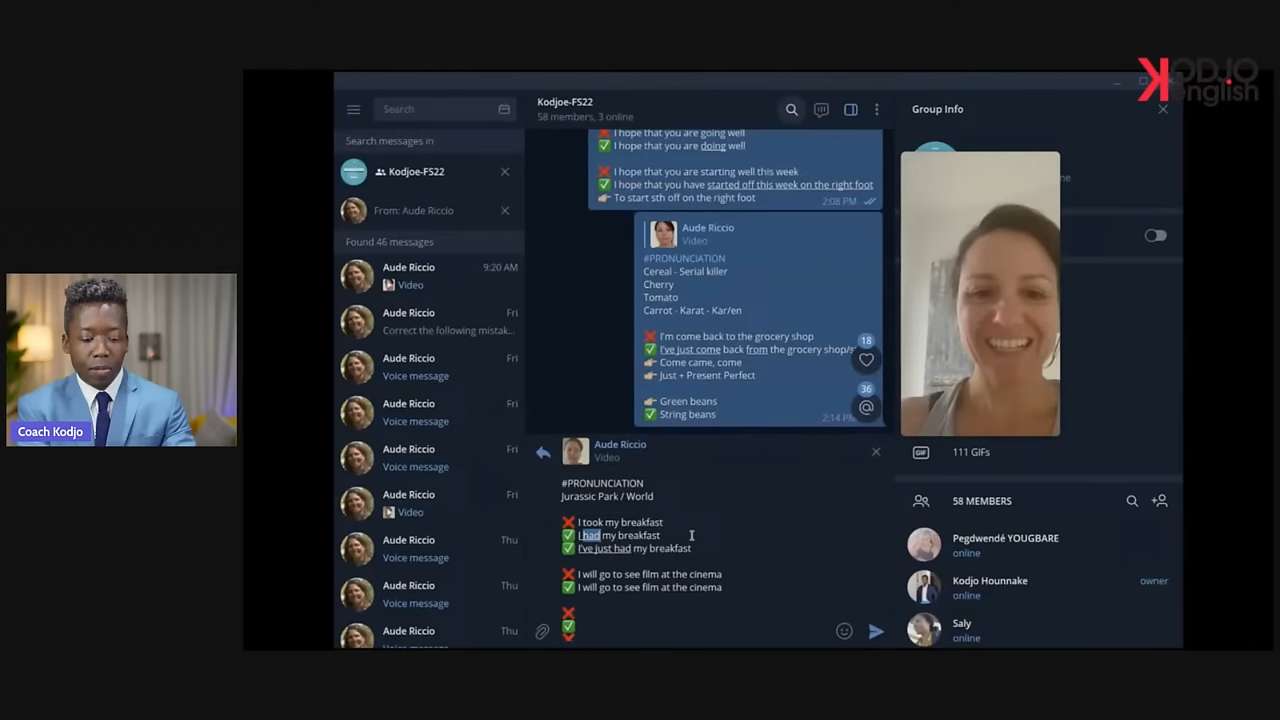 KODJO
english
Coach Kodjo
Search
Search messages in
Kodjoe-FS22
From: Aude Riccio
Found 46 messages
Aude Riccio 9:20 AM
Video
Aude Riccio Fri
Correct the following mistak...
Aude Riccio Fri
Voice message
Aude Riccio Fri
Voice message
Aude Riccio Fri
Voice message
Aude Riccio Fri
Video
Aude Riccio Thu
Voice message
Aude Riccio Thu
Voice message
Aude Riccio Thu
Kodjoe-FS22
58 members, 3 online
❌ I hope that you are going well
✅ I hope that you are doing well
❌ I hope that you are starting well this week
✅ I hope that you have started off this week on the right foot
👉 To start sth off on the right foot
2:08 PM
Aude Riccio
Video
#PRONUNCIATION
Cereal - Serial killer
Cherry
Tomato
Carrot - Karat - Kar/en
❌ I'm come back to the grocery shop
✅ I've just come back from the grocery shop/s
👉 Come came, come
👉 Just + Present Perfect
👉 Green beans
✅ String beans
2:14 PM
18
36
Aude Riccio
Video
#PRONUNCIATION
Jurassic Park / World
❌ I took my breakfast
✅ I had my breakfast
✅ I've just had my breakfast
❌ I will go to see film at the cinema
✅ I will go to see film at the cinema
❌
✅
Group Info
GIF 111 GIFs
58 MEMBERS
Pegdwendé YOUGBARE
online
Kodjo Hounnake owner
online
Saly
online